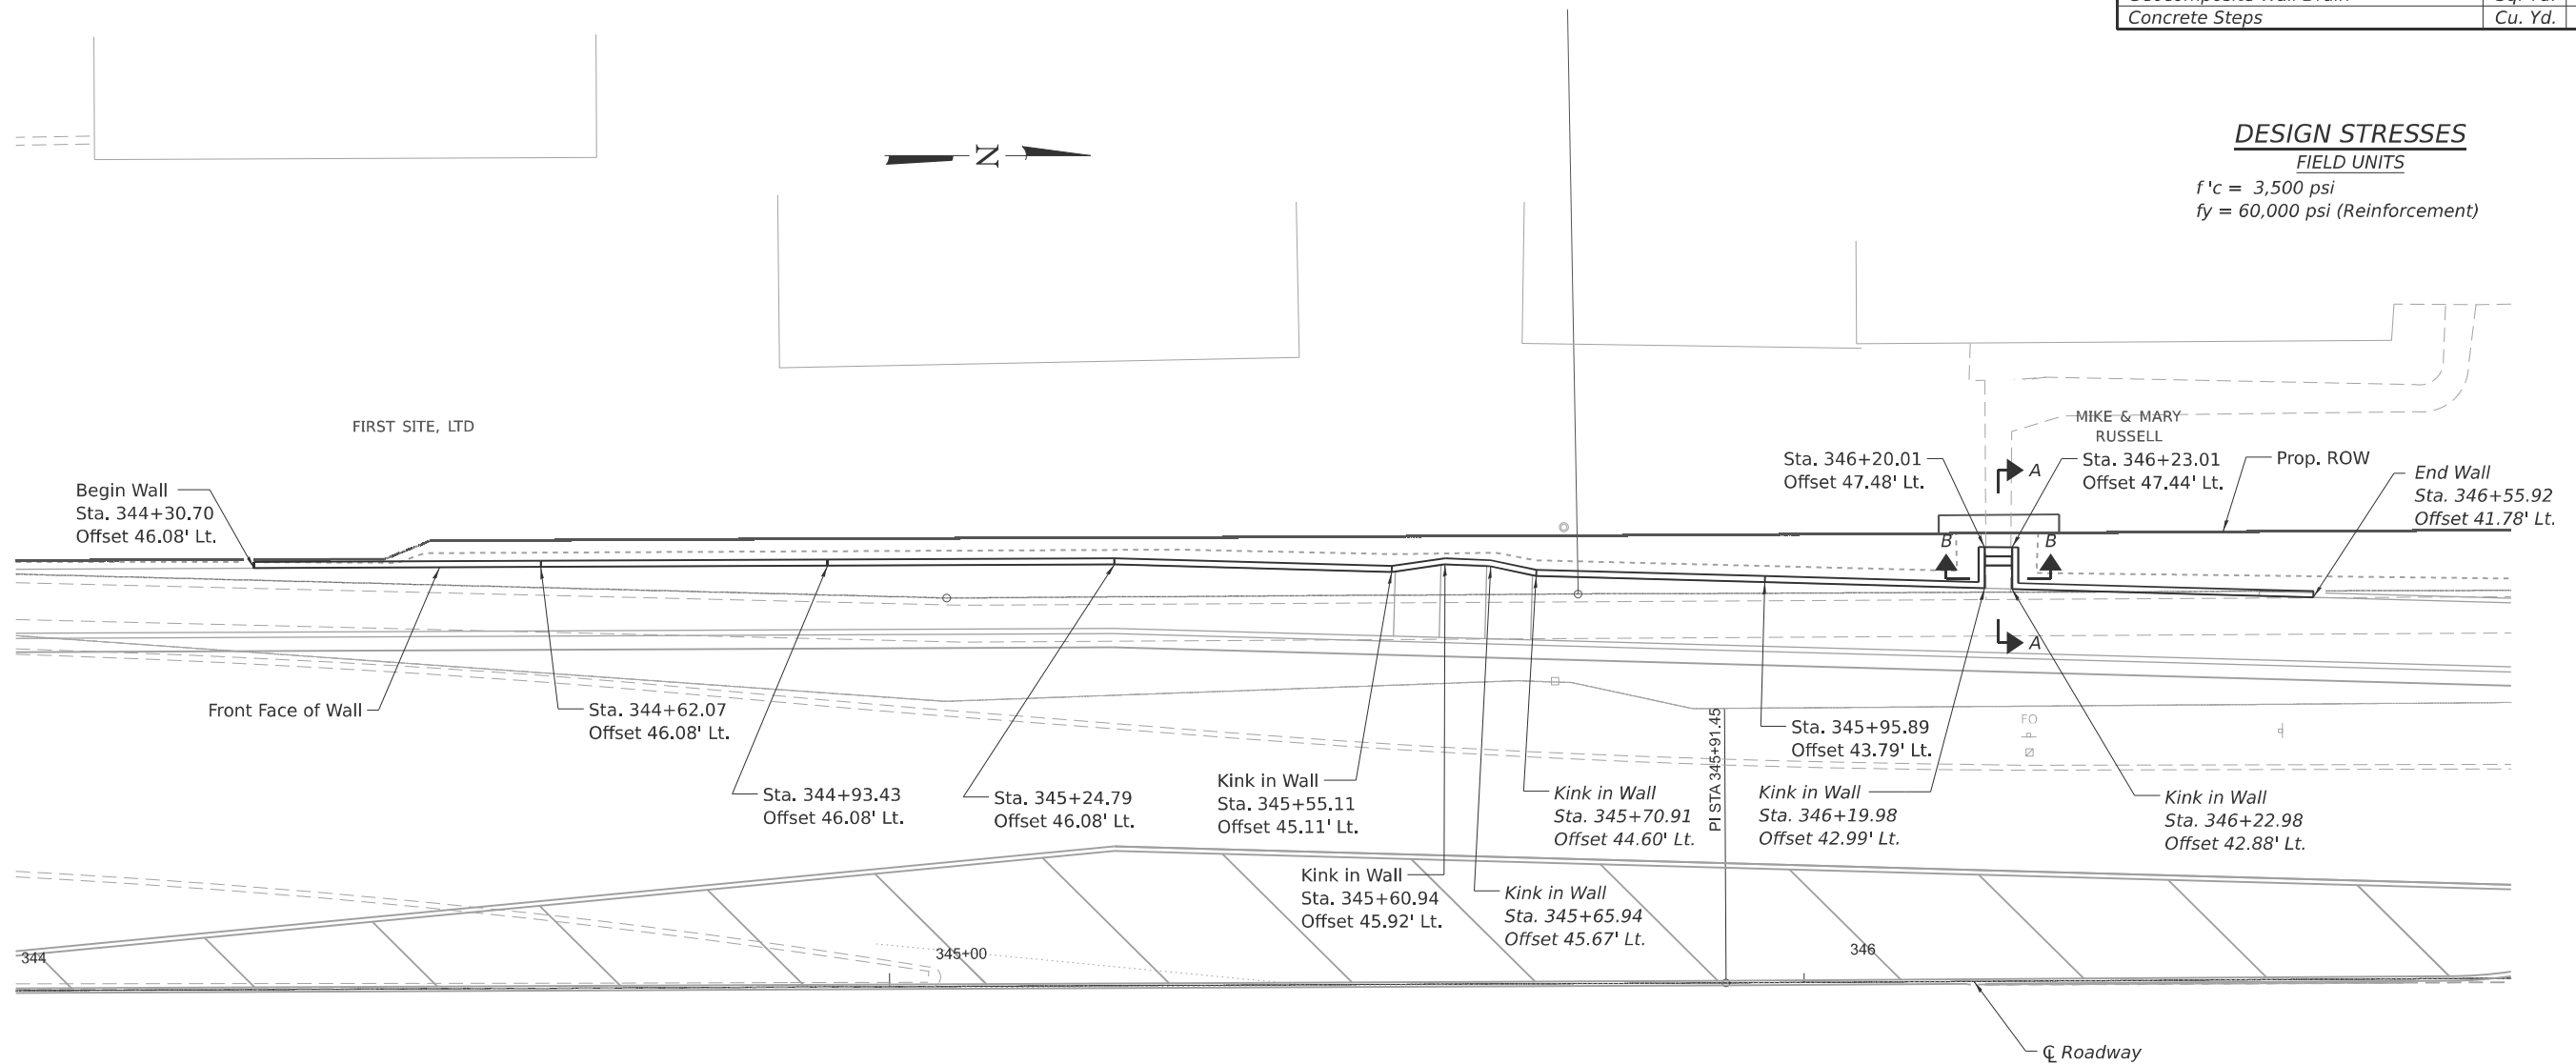 Concrete Steps Cu. Yd.
DESIGN STRESSES
FIELD UNITS
f 'c = 3,500 psi
fy = 60,000 psi (Reinforcement)
N
FIRST SITE, LTD
MIKE & MARY
RUSSELL
Begin Wall
Sta. 344+30.70
Offset 46.08' Lt.
Sta. 346+20.01
Offset 47.48' Lt.
A
Sta. 346+23.01
Offset 47.44' Lt.
Prop. ROW
End Wall
Sta. 346+55.92
Offset 41.78' Lt.
B
B
A
Front Face of Wall
Sta. 344+62.07
Offset 46.08' Lt.
Sta. 344+93.43
Offset 46.08' Lt.
Sta. 345+24.79
Offset 46.08' Lt.
Kink in Wall
Sta. 345+55.11
Offset 45.11' Lt.
Kink in Wall
Sta. 345+60.94
Offset 45.92' Lt.
Kink in Wall
Sta. 345+65.94
Offset 45.67' Lt.
Kink in Wall
Sta. 345+70.91
Offset 44.60' Lt.
PI STA 345+91.45
Sta. 345+95.89
Offset 43.79' Lt.
Kink in Wall
Sta. 346+19.98
Offset 42.99' Lt.
FO
Kink in Wall
Sta. 346+22.98
Offset 42.88' Lt.
344
345+00
346
℄ Roadway